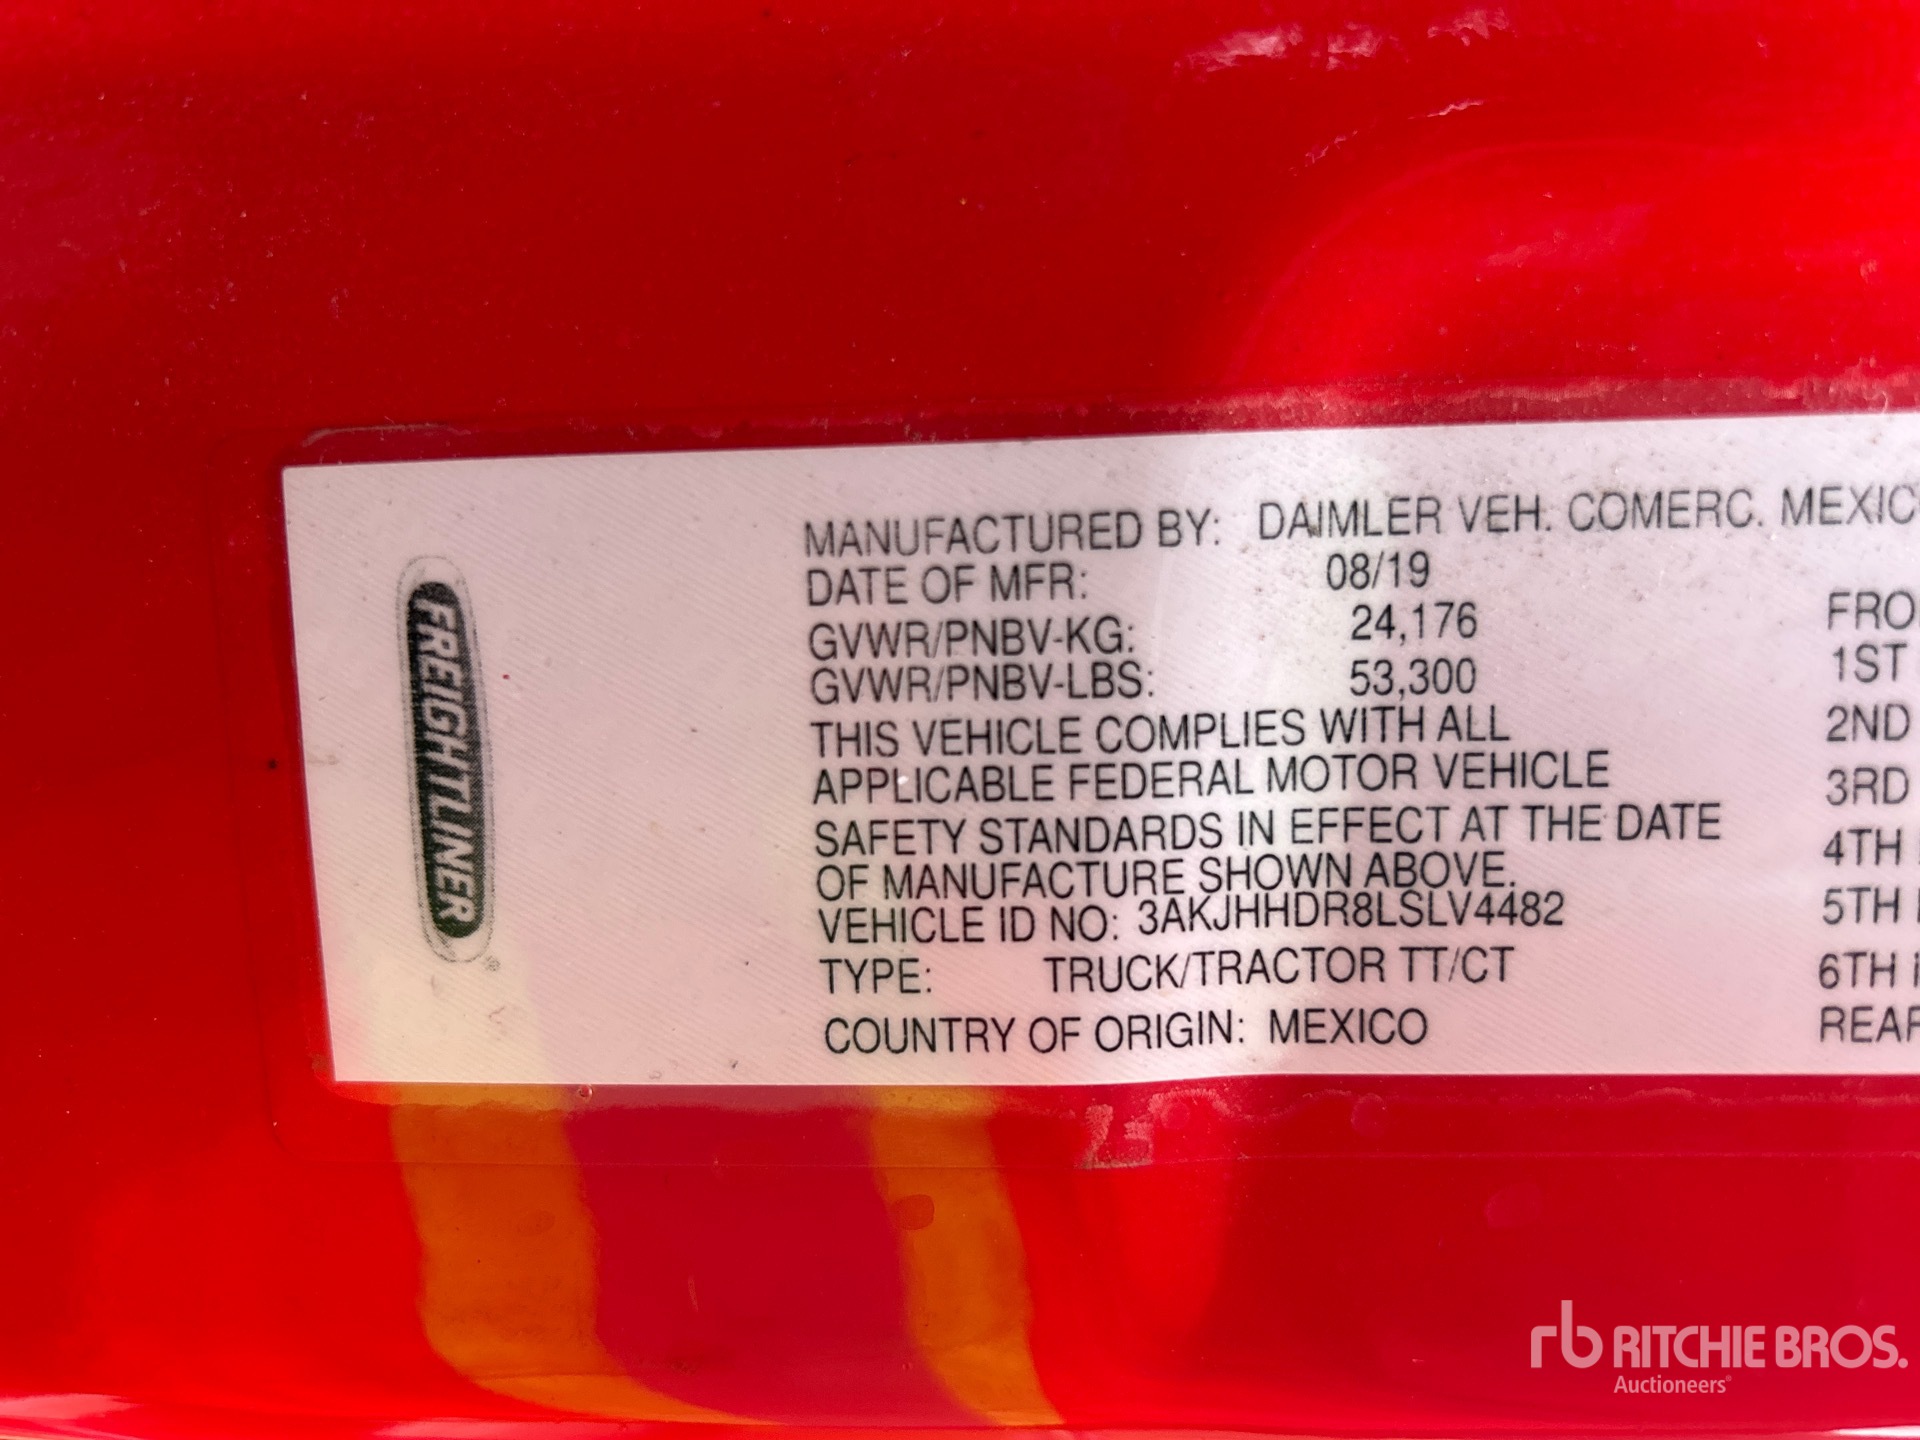 FREIGHTLINER
MANUFACTURED BY: DAIMLER VEH. COMERC. MEXICO
DATE OF MFR: 08/19
GVWR/PNBV-KG: 24,176
GVWR/PNBV-LBS: 53,300
THIS VEHICLE COMPLIES WITH ALL
APPLICABLE FEDERAL MOTOR VEHICLE
SAFETY STANDARDS IN EFFECT AT THE DATE
OF MANUFACTURE SHOWN ABOVE.
VEHICLE ID NO: 3AKJHHDR8LSLV4482
TYPE: TRUCK/TRACTOR TT/CT
COUNTRY OF ORIGIN: MEXICO
1ST
2ND
3RD
4TH
5TH
6TH
rb RITCHIE BROS.
Auctioneers